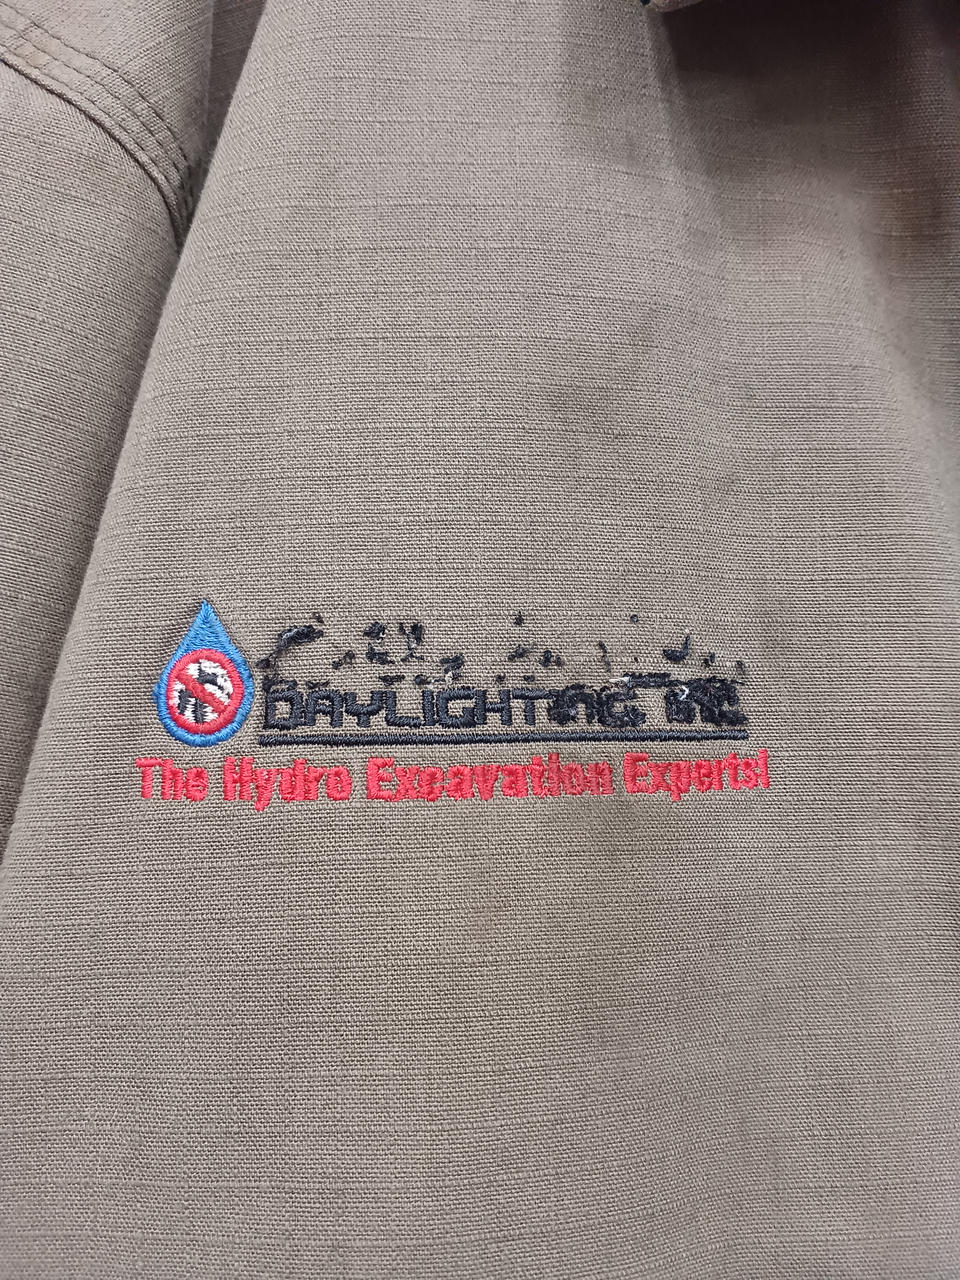 DAYLIGHTING INC.
The Hydro Excavation Experts!